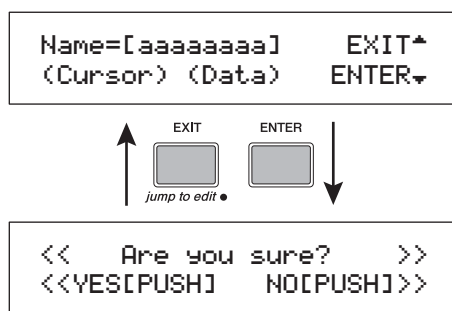 Name=[aaaaaaaa] EXIT▲
(Cursor) (Data) ENTER▼
EXIT ENTER
jump to edit ●
<< Are you sure? >>
<<YES[PUSH] NO[PUSH]>>